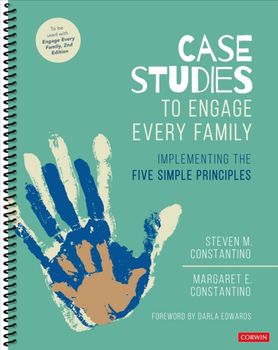 To be
used with
Engage Every
Family, 2nd
Edition
CASE
STUDIES
TO ENGAGE
EVERY FAMILY
IMPLEMENTING THE
FIVE SIMPLE PRINCIPLES
STEVEN M.
CONSTANTINO
MARGARET E.
CONSTANTINO
FOREWORD BY DARLA EDWARDS
CORWIN